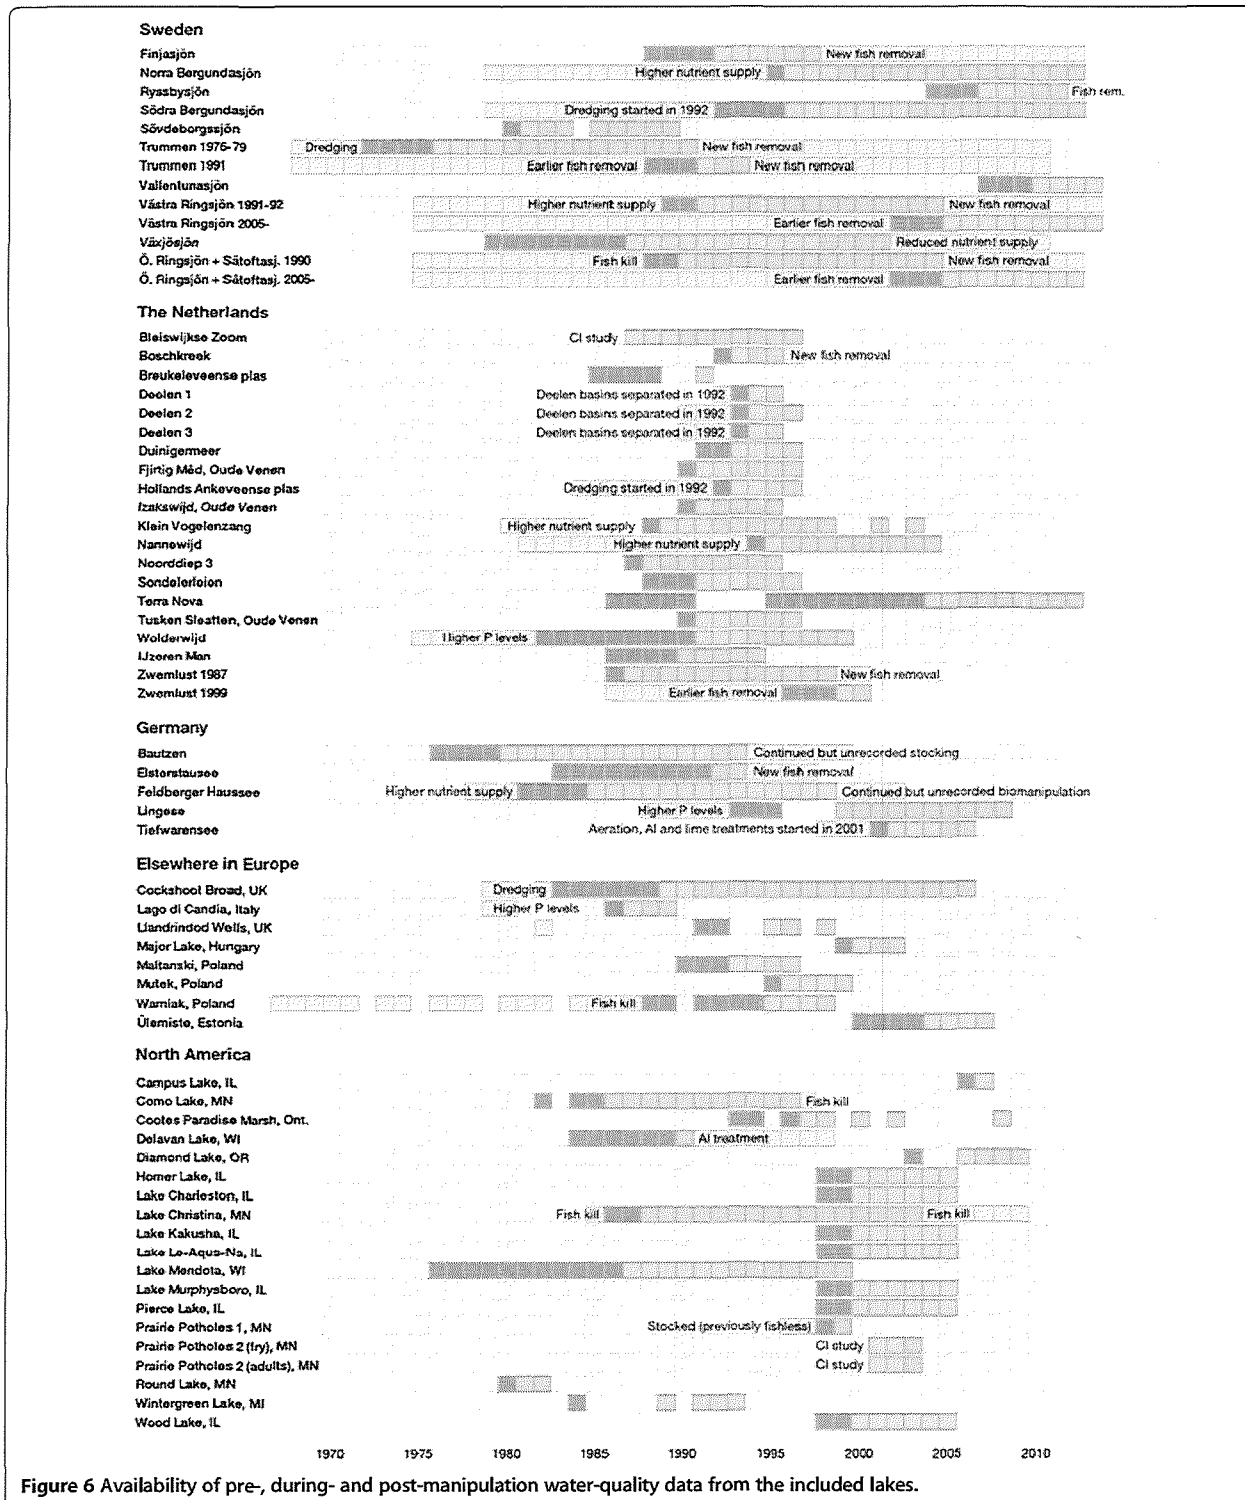 Sweden
Finjasjön New fish removal
Norra Bergundasjön Higher nutrient supply
Ryssbysjön Fish rem.
Södra Bergundasjön Dredging started in 1992
Sövdeborgssjön
Trummen 1976-79 Dredging New fish removal
Trummen 1991 Earlier fish removal New fish removal
Vallentunasjön
Västra Ringsjön 1991-92 Higher nutrient supply New fish removal
Västra Ringsjön 2005- Earlier fish removal
Växjösjön Reduced nutrient supply
Ö. Ringsjön + Sätoftasj. 1990 Fish kill New fish removal
Ö. Ringsjön + Sätoftasj. 2005- Earlier fish removal
The Netherlands
Bleiswijkse Zoom CI study
Boschkreek New fish removal
Breukeleveense plas
Deelen 1 Deelen basins separated in 1992
Deelen 2 Deelen basins separated in 1992
Deelen 3 Deelen basins separated in 1992
Duinigermeer
Fjirtig Mêd, Oude Venen
Hollands Ankeveense plas Dredging started in 1992
Izakswijd, Oude Venen
Klein Vogelenzang Higher nutrient supply
Nannewijd Higher nutrient supply
Noorddiep 3
Sondelerleien
Terra Nova
Tusken Sleatten, Oude Venen
Wolderwijd Higher P levels
IJzeren Man
Zwemlust 1987 New fish removal
Zwemlust 1999 Earlier fish removal
Germany
Bautzen Continued but unrecorded stocking
Elsterstausee New fish removal
Feldberger Haussee Higher nutrient supply Continued but unrecorded biomanipulation
Lingese Higher P levels
Tiefwarensee Aeration, Al and lime treatments started in 2001
Elsewhere in Europe
Cockshoot Broad, UK Dredging
Lago di Candia, Italy Higher P levels
Llandrindod Wells, UK
Major Lake, Hungary
Maltanski, Poland
Mutek, Poland
Warniak, Poland Fish kill
Ülemiste, Estonia
North America
Campus Lake, IL
Como Lake, MN Fish kill
Cootes Paradise Marsh, Ont.
Delavan Lake, WI Al treatment
Diamond Lake, OR
Homer Lake, IL
Lake Charleston, IL
Lake Christina, MN Fish kill Fish kill
Lake Kakusha, IL
Lake Le-Aqua-Na, IL
Lake Mendota, WI
Lake Murphysboro, IL
Pierce Lake, IL
Prairie Potholes 1, MN Stocked (previously fishless)
Prairie Potholes 2 (fry), MN CI study
Prairie Potholes 2 (adults), MN CI study
Round Lake, MN
Wintergreen Lake, MI
Wood Lake, IL
1970 1975 1980 1985 1990 1995 2000 2005 2010
Figure 6 Availability of pre-, during- and post-manipulation water-quality data from the included lakes.